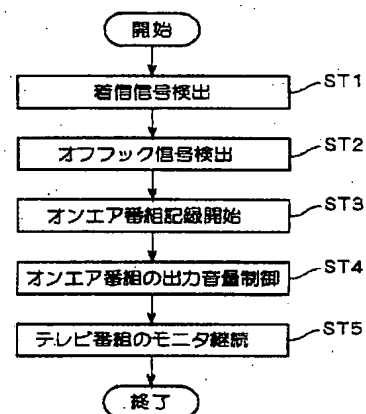 開始
着信信号検出 ST1
オフフック信号検出 ST2
オンエア番組記録開始 ST3
オンエア番組の出力音量制御 ST4
テレビ番組のモニタ継続 ST5
終了